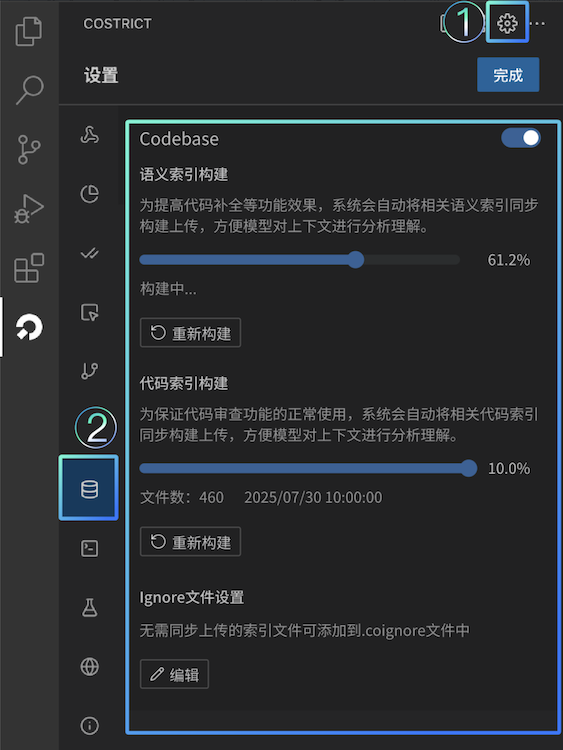 COSTRICT
①
设置
完成
Codebase
语义索引构建
为提高代码补全等功能效果，系统会自动将相关语义索引同步
构建上传，方便模型对上下文进行分析理解。
61.2%
构建中...
重新构建
代码索引构建
②
为保证代码审查功能的正常使用，系统会自动将相关代码索引
同步构建上传，方便模型对上下文进行分析理解。
10.0%
文件数：460 2025/07/30 10:00:00
重新构建
Ignore文件设置
无需同步上传的索引文件可添加到.coignore文件中
编辑